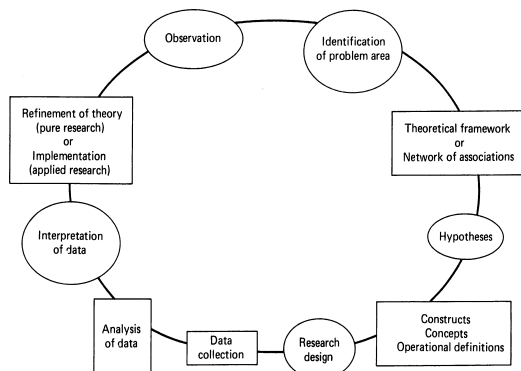 Observation
Identification
of problem area
Theoretical framework
or
Network of associations
Hypotheses
Constructs
Concepts
Operational definitions
Research
design
Data
collection
Analysis
of data
Interpretation
of data
Refinement of theory
(pure research)
or
Implementation
(applied research)